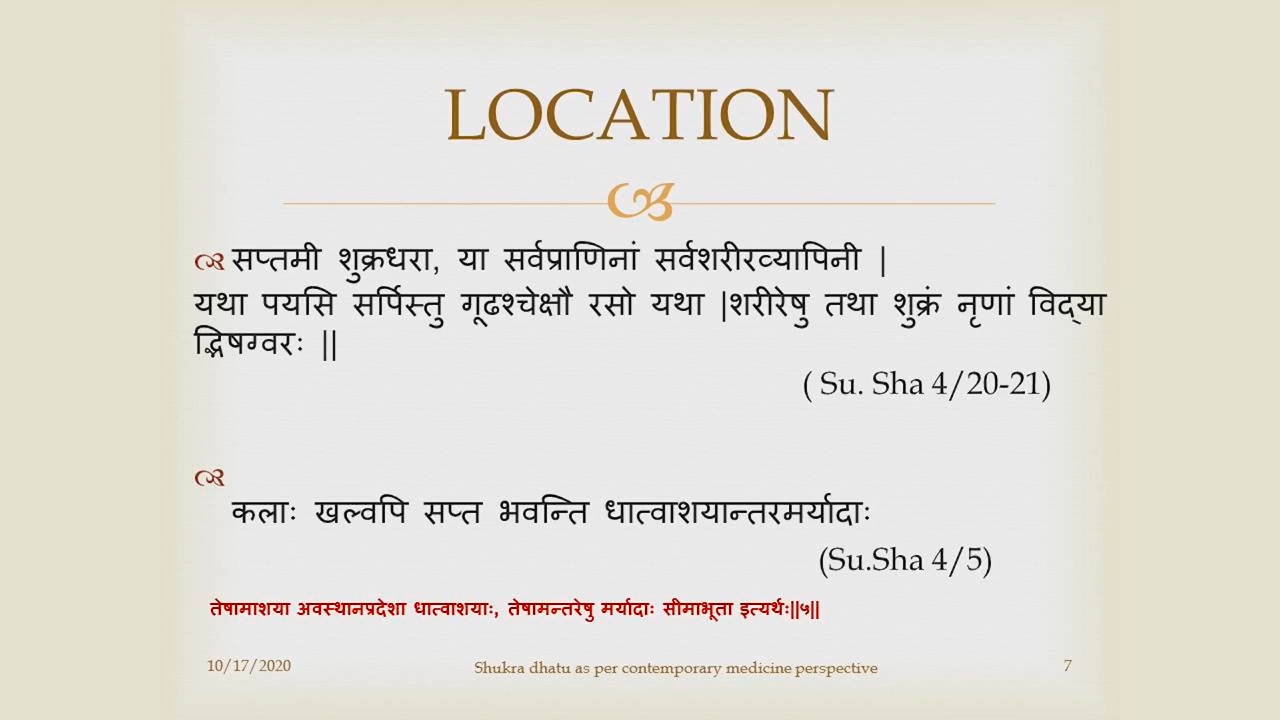 LOCATION
सप्तमी शुक्रधरा, या सर्वप्राणिनां सर्वशरीरव्यापिनी |
यथा पयसि सर्पिस्तु गूढश्चेक्षौ रसो यथा |शरीरेषु तथा शुक्रं नृणां विद्या
द्भिषग्वरः ||
( Su. Sha 4/20-21)
कलाः खल्वपि सप्त भवन्ति धात्वाशयान्तरमर्यादाः
(Su.Sha 4/5)
तेषामाशया अवस्थानप्रदेशा धात्वाशयाः, तेषामन्तरेषु मर्यादाः सीमाभूता इत्यर्थः||५||
10/17/2020 Shukra dhatu as per contemporary medicine perspective 7